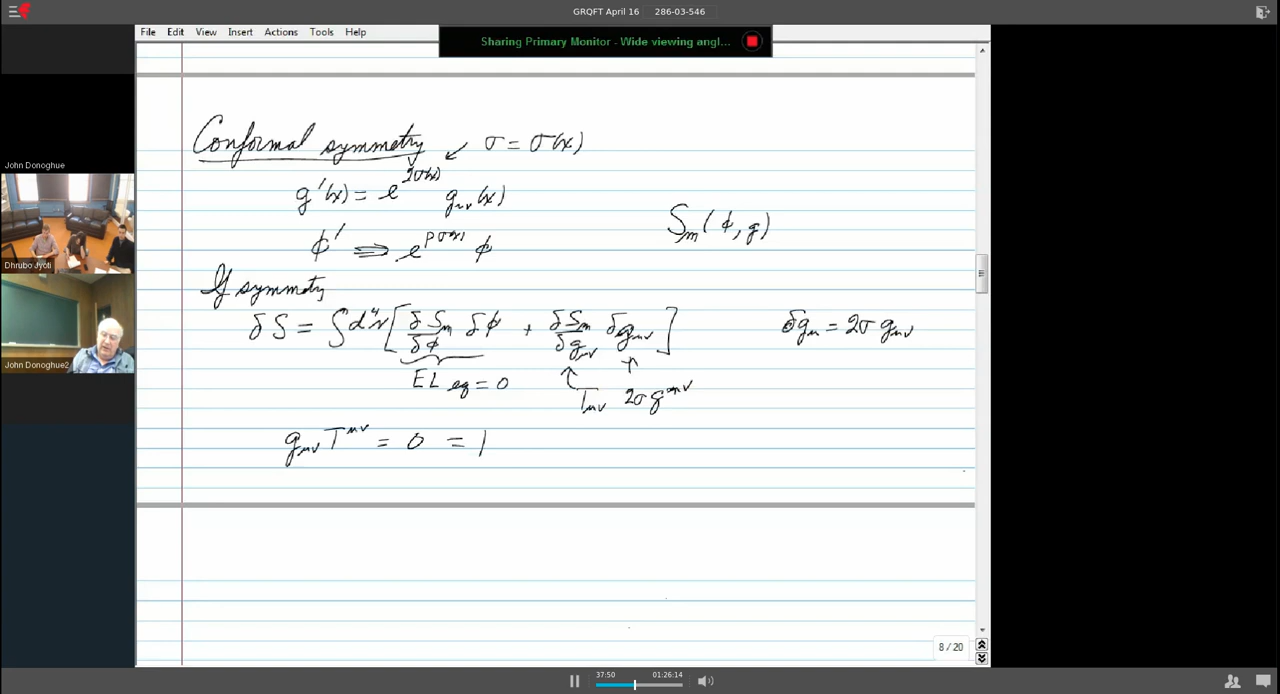 GRQFT April 16 286-03-546
File Edit View Insert Actions Tools Help
Sharing Primary Monitor - Wide viewing angl...
John Donoghue
Dhrubo Jyoti
John Donoghue2
Conformal symmetry ↙ σ = σ(x)
g'(x) = e^{2σ(x)} g_{μν}(x)
S_m(φ, g)
φ' ⇒ e^{pσ(x)} φ
If symmetry
δS = ∫d⁴x [ δS_m/δφ δφ + δS_m/δg_{μν} δg_{μν} ] δg_{μν} = 2σ g_{μν}
EL eq = 0 T_{μν} 2σg^{μν}
g_{μν} T^{μν} = 0 = |
8 / 20
37:50 01:26:14